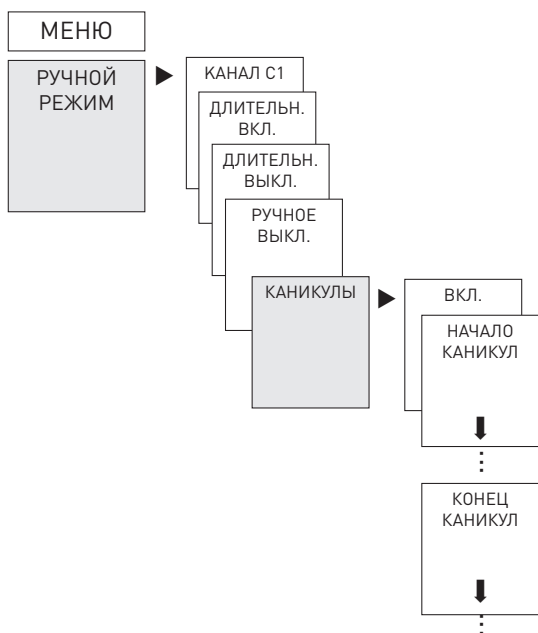 МЕНЮ
РУЧНОЙ
РЕЖИМ
КАНАЛ C1
ДЛИТЕЛЬН.
ВКЛ.
ДЛИТЕЛЬН.
ВЫКЛ.
РУЧНОЕ
ВЫКЛ.
КАНИКУЛЫ
ВКЛ.
НАЧАЛО
КАНИКУЛ
КОНЕЦ
КАНИКУЛ